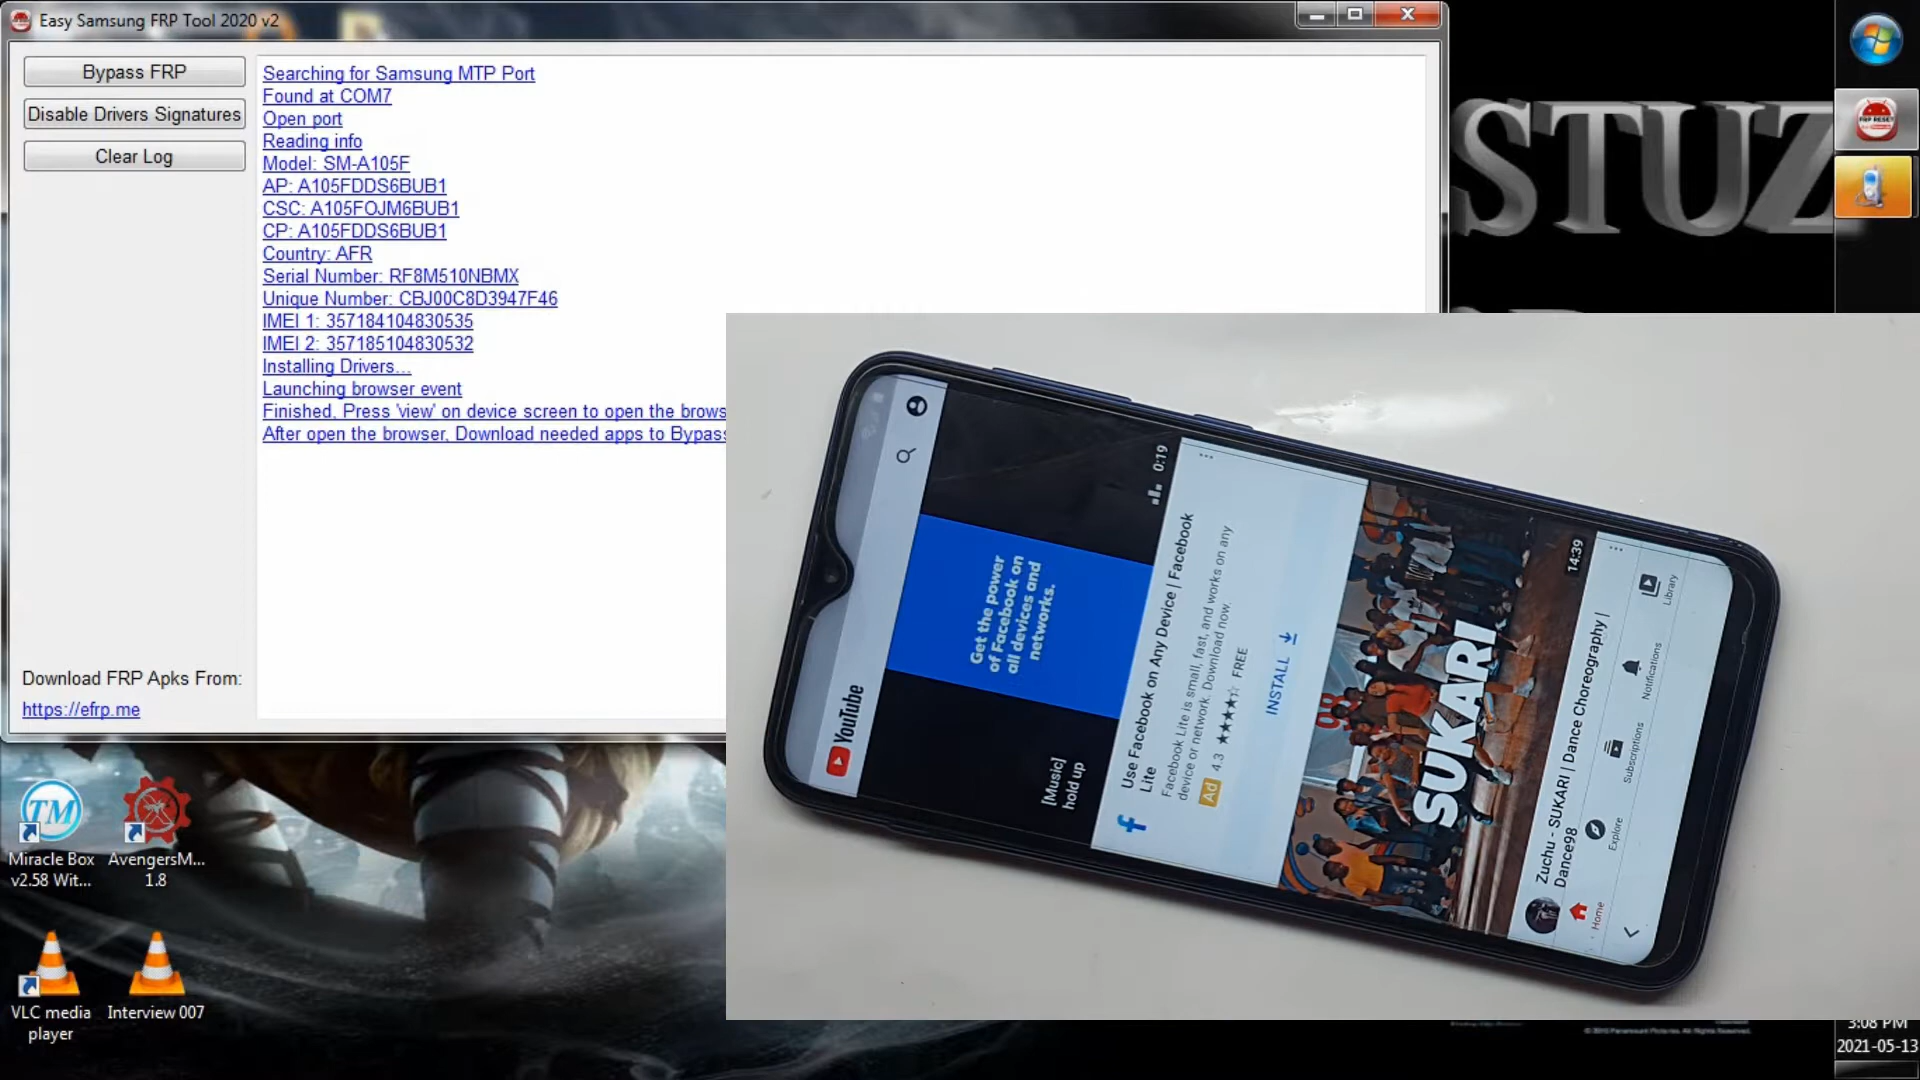 Easy Samsung FRP Tool 2020 v2
Bypass FRP
Disable Drivers Signatures
Clear Log
Searching for Samsung MTP Port
Found at COM7
Open port
Reading info
Model: SM-A105F
AP: A105FDDS6BUB1
CSC: A105FOJM6BUB1
CP: A105FDDS6BUB1
Country: AFR
Serial Number: RF8M510NBMX
Unique Number: CBJ00C8D3947F46
IMEI 1: 357184104830535
IMEI 2: 357185104830532
Installing Drivers...
Launching browser event
Finished, Press 'view' on device screen to open the brows
After open the browser, Download needed apps to Bypass
Download FRP Apks From:
https://efrp.me
STUZ
FRP RESET
YouTube
Get the power
of Facebook on
all devices and
networks.
[Music]
hold up
0:19
Use Facebook on Any Device | Facebook
Lite
Facebook Lite is small, fast, and works on any
device or network. Download now.
Ad 4.3 ★★★★☆ FREE
INSTALL
SUKARI
14:39
Zuchu - SUKARI | Dance Choreography |
Dance98
Home
Explore
Subscriptions
Notifications
Library
TM
Miracle Box
v2.58 Wit...
AvengersM...
1.8
VLC media
player
Interview 007
3:08 PM
2021-05-13